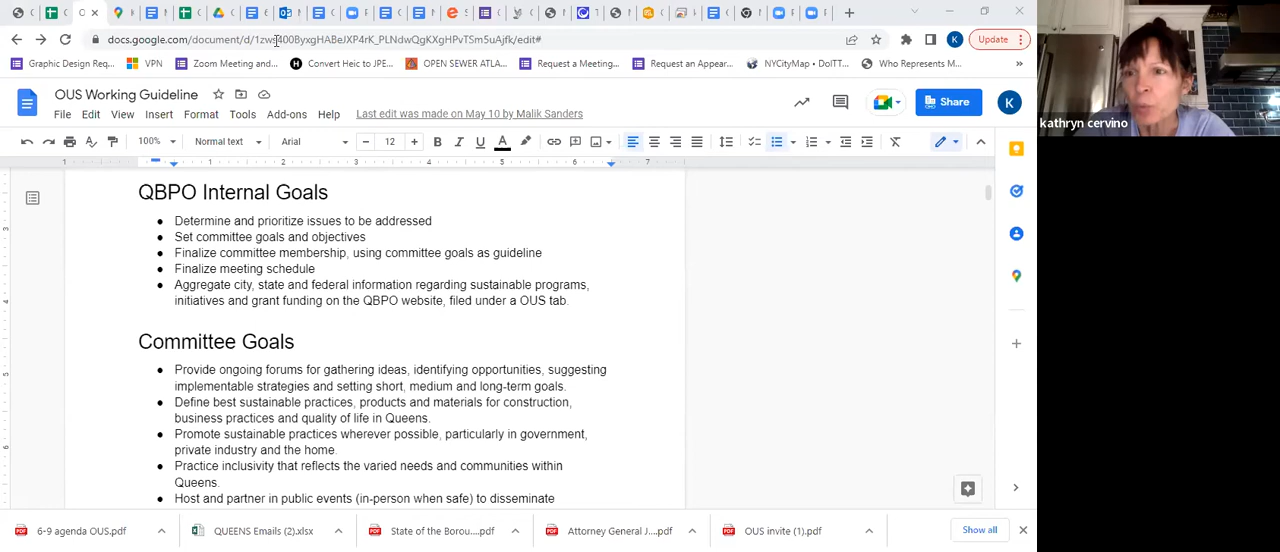 docs.google.com/document/d/1zws4008yxgHABeJXP4rK_PLNdwQgKXgHPvTSm5uAjfk/edit#
Update
Graphic Design Req...
VPN
Zoom Meeting and...
Convert Heic to JPE...
OPEN SEWER ATLA...
Request a Meeting...
Request an Appear...
NYCityMap • DoITT...
Who Represents M...
OUS Working Guideline
File Edit View Insert Format Tools Add-ons Help
Last edit was made on May 10 by Malik Sanders
Share
K
100%
Normal text
Arial
12
QBPO Internal Goals
● Determine and prioritize issues to be addressed
● Set committee goals and objectives
● Finalize committee membership, using committee goals as guideline
● Finalize meeting schedule
● Aggregate city, state and federal information regarding sustainable programs,
initiatives and grant funding on the QBPO website, filed under a OUS tab.
Committee Goals
● Provide ongoing forums for gathering ideas, identifying opportunities, suggesting
implementable strategies and setting short, medium and long-term goals.
● Define best sustainable practices, products and materials for construction,
business practices and quality of life in Queens.
● Promote sustainable practices wherever possible, particularly in government,
private industry and the home.
● Practice inclusivity that reflects the varied needs and communities within
Queens.
● Host and partner in public events (in-person when safe) to disseminate
6-9 agenda OUS.pdf
QUEENS Emails (2).xlsx
State of the Borou....pdf
Attorney General J....pdf
OUS invite (1).pdf
Show all
kathryn cervino